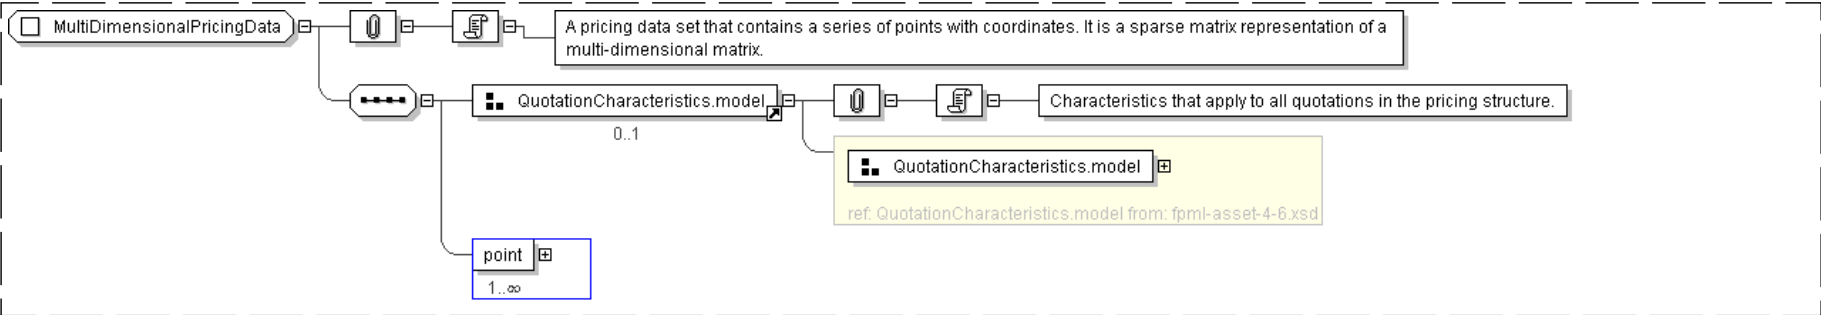 MultiDimensionalPricingData
A pricing data set that contains a series of points with coordinates. It is a sparse matrix representation of a
multi-dimensional matrix.
QuotationCharacteristics.model
0..1
Characteristics that apply to all quotations in the pricing structure.
QuotationCharacteristics.model
ref: QuotationCharacteristics.model from: fpml-asset-4-6.xsd
point
1..∞